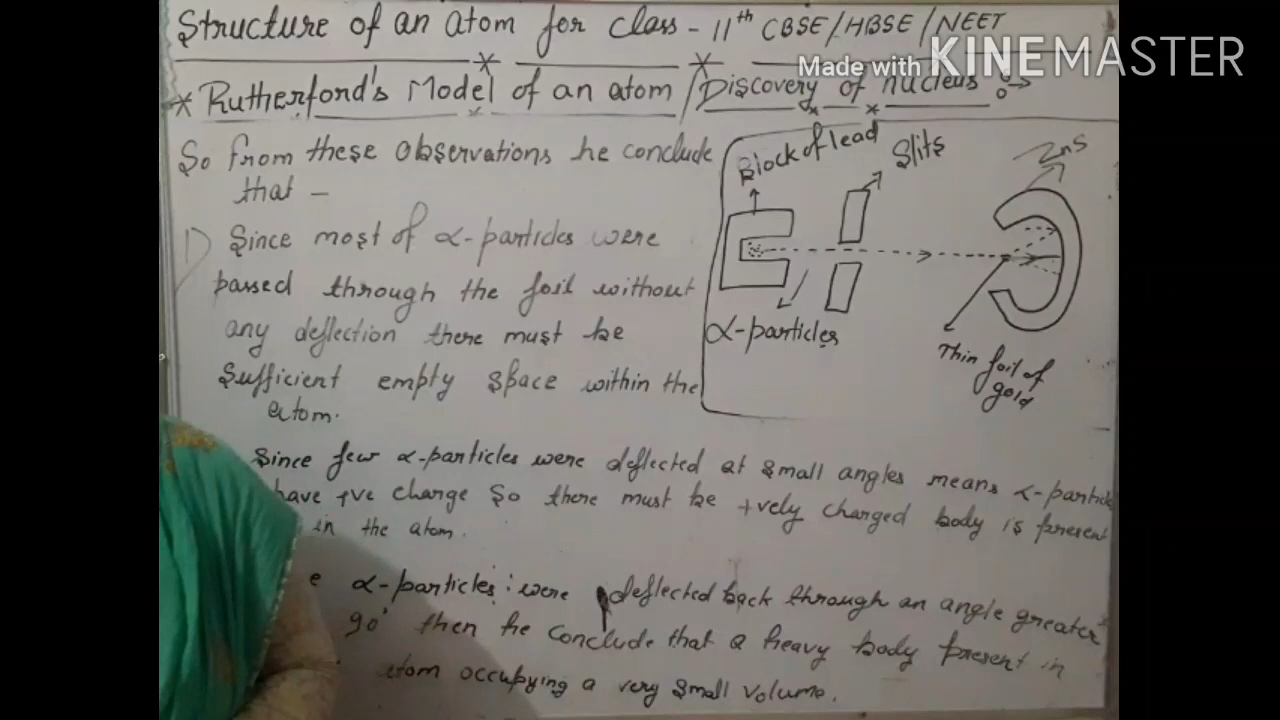 Structure of an atom for class - 11th CBSE/HBSE/NEET
Made with KINEMASTER
* Rutherford's Model of an atom / Discovery of nucleus :→
So from these observations he conclude
that -
1) Since most of α-particles were
passed through the foil without
any deflection there must be
sufficient empty space within the
atom.
Block of lead
Slits
ZnS
α-particles
Thin foil of
gold
Since few α-particles were deflected at small angles means α-particle
have +ve charge so there must be +vely charged body is present
in the atom.
α-particles were deflected back through an angle greater
90° then he conclude that a heavy body present in
atom occupying a very small volume.